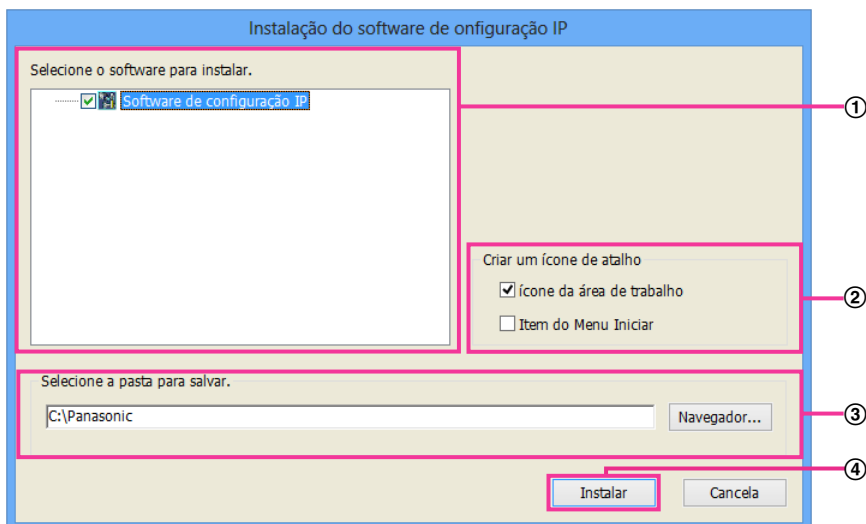 Instalação do software de onfiguração IP
Selecione o software para instalar.
Software de configuração IP
①
Criar um ícone de atalho
ícone da área de trabalho
②
Item do Menu Iniciar
Selecione a pasta para salvar.
C:\Panasonic
Navegador...
③
④
Instalar
Cancela